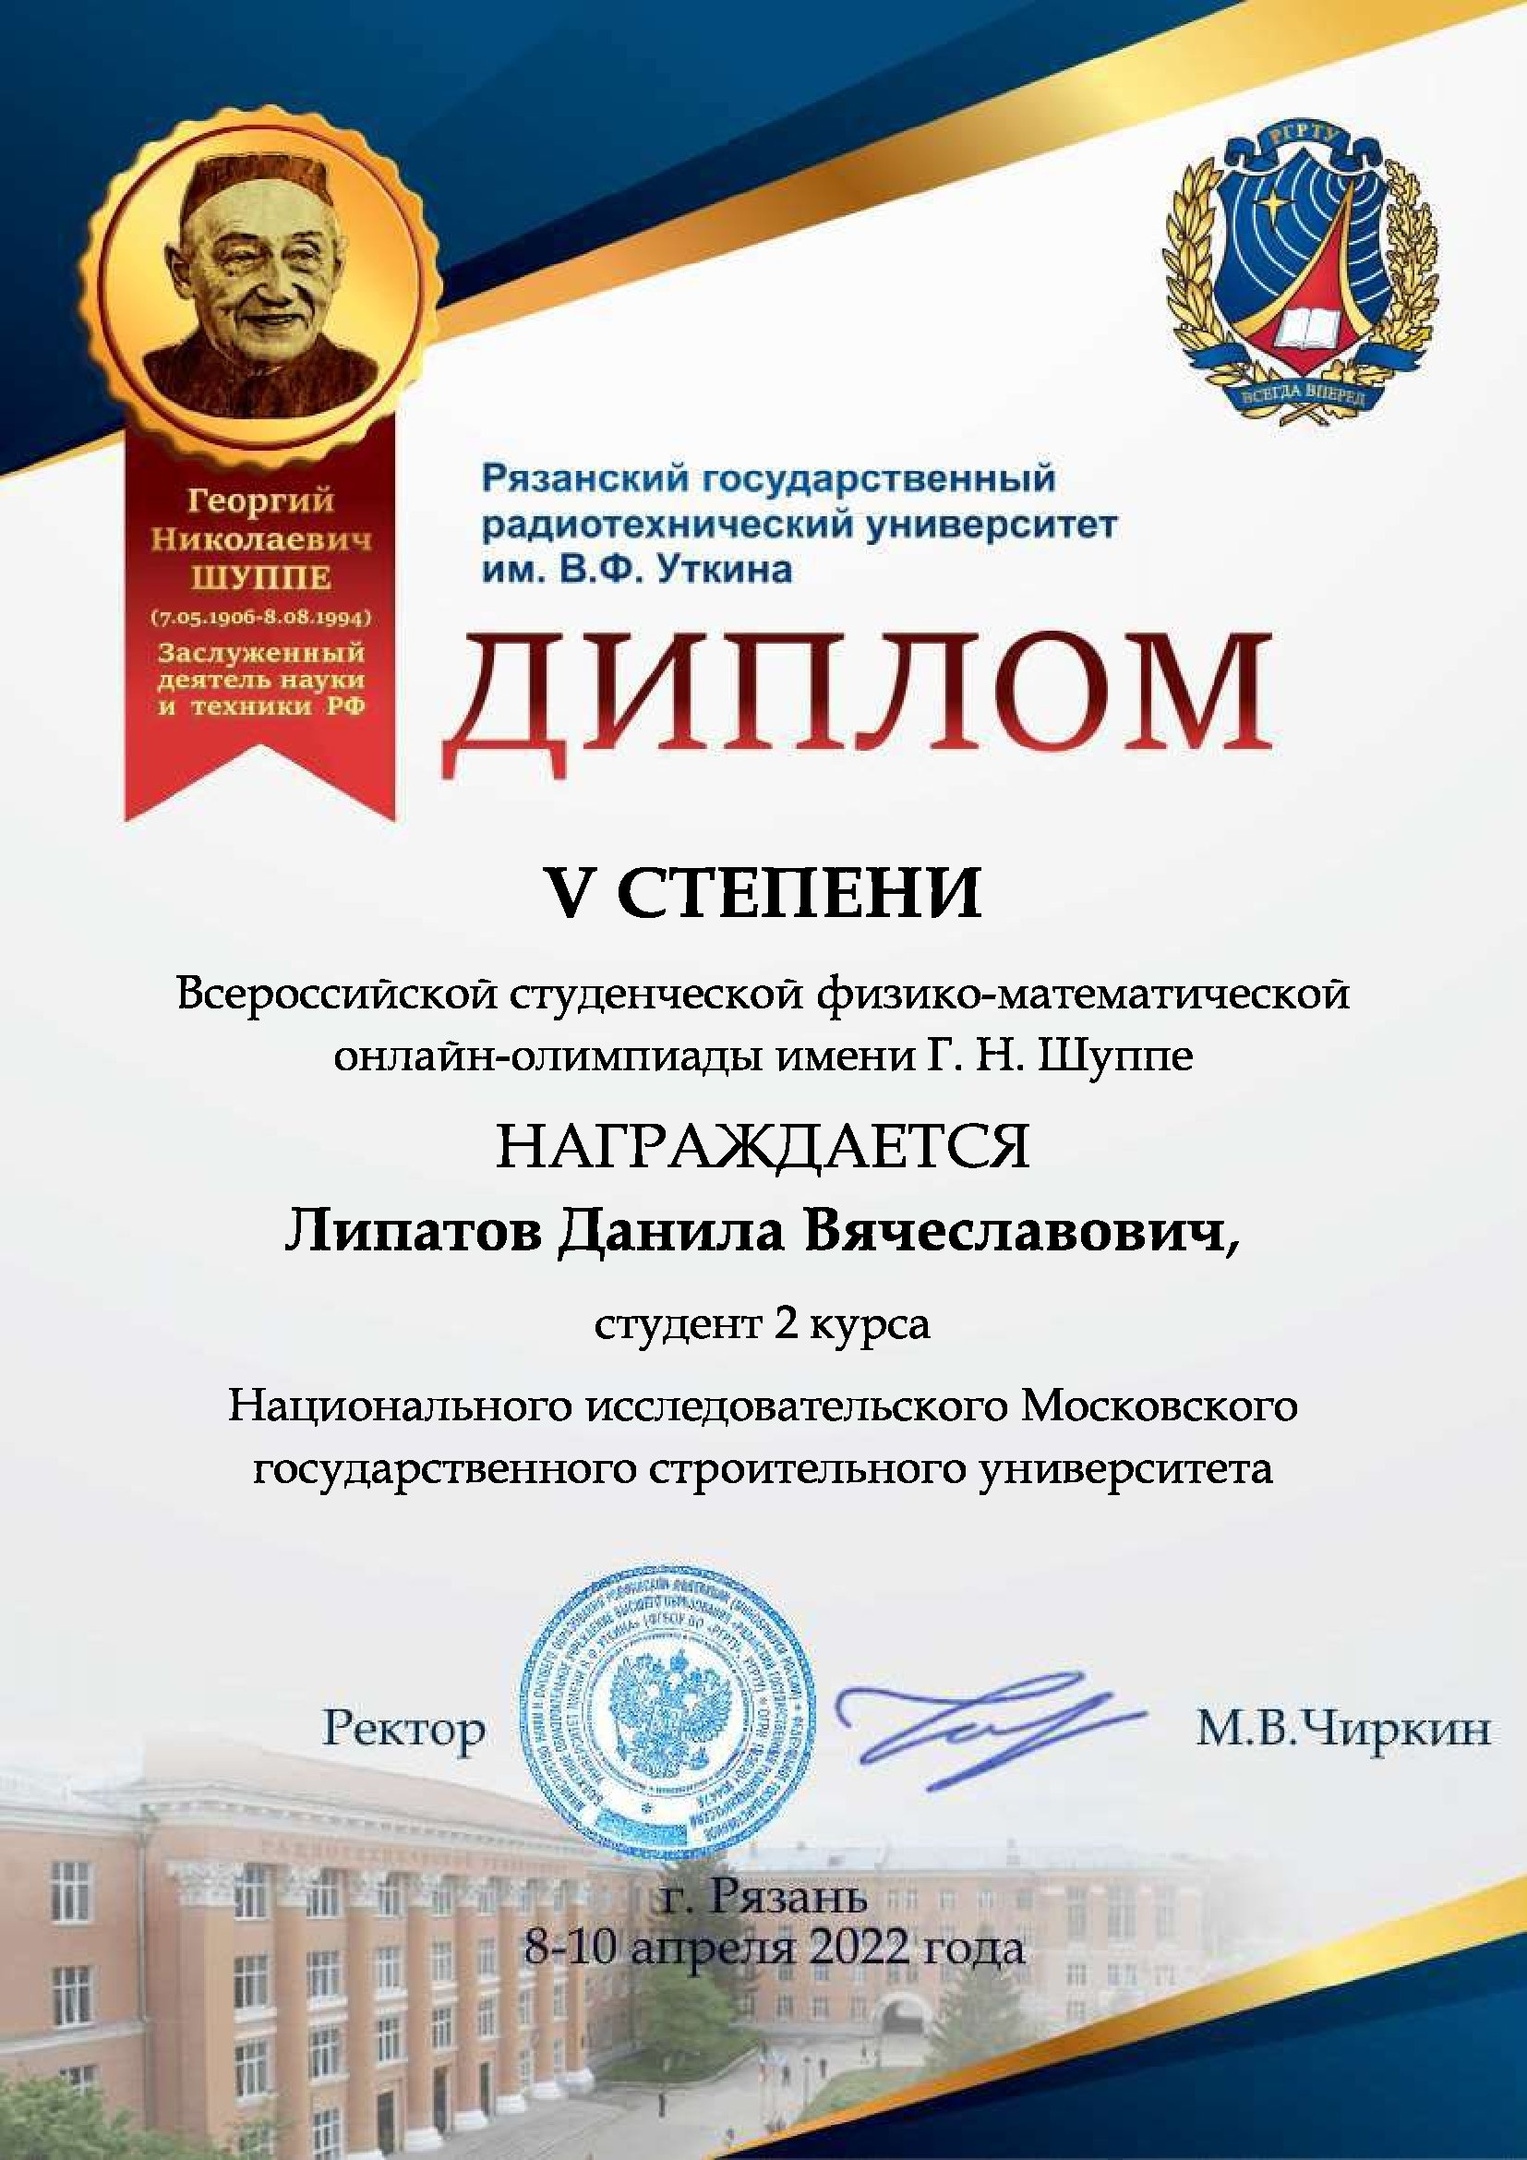 РГРТУ
ВСЕГДА ВПЕРЕД
Георгий
Николаевич
ШУППЕ
(7.05.1906-8.08.1994)
Заслуженный
деятель науки
и техники РФ
Рязанский государственный
радиотехнический университет
им. В.Ф. Уткина
ДИПЛОМ
V СТЕПЕНИ
Всероссийской студенческой физико-математической
онлайн-олимпиады имени Г. Н. Шуппе
НАГРАЖДАЕТСЯ
Липатов Данила Вячеславович,
студент 2 курса
Национального исследовательского Московского
государственного строительного университета
Ректор
М.В.Чиркин
г. Рязань
8-10 апреля 2022 года